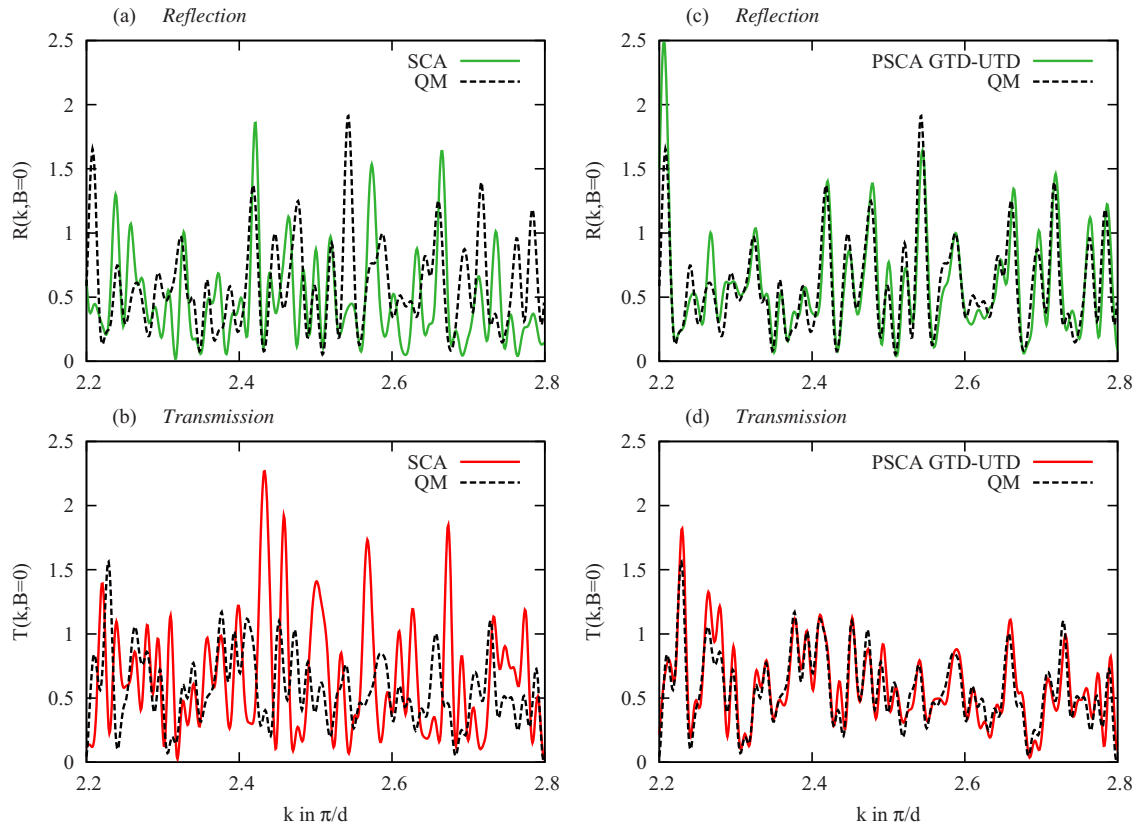 (a) Reflection
SCA
QM
R(k,B=0)
2.5
2
1.5
1
0.5
0
2.2 2.4 2.6 2.8
(c) Reflection
PSCA GTD-UTD
QM
R(k,B=0)
2.5
2
1.5
1
0.5
0
2.2 2.4 2.6 2.8
(b) Transmission
SCA
QM
T(k,B=0)
2.5
2
1.5
1
0.5
0
2.2 2.4 2.6 2.8
k in π/d
(d) Transmission
PSCA GTD-UTD
QM
T(k,B=0)
2.5
2
1.5
1
0.5
0
2.2 2.4 2.6 2.8
k in π/d